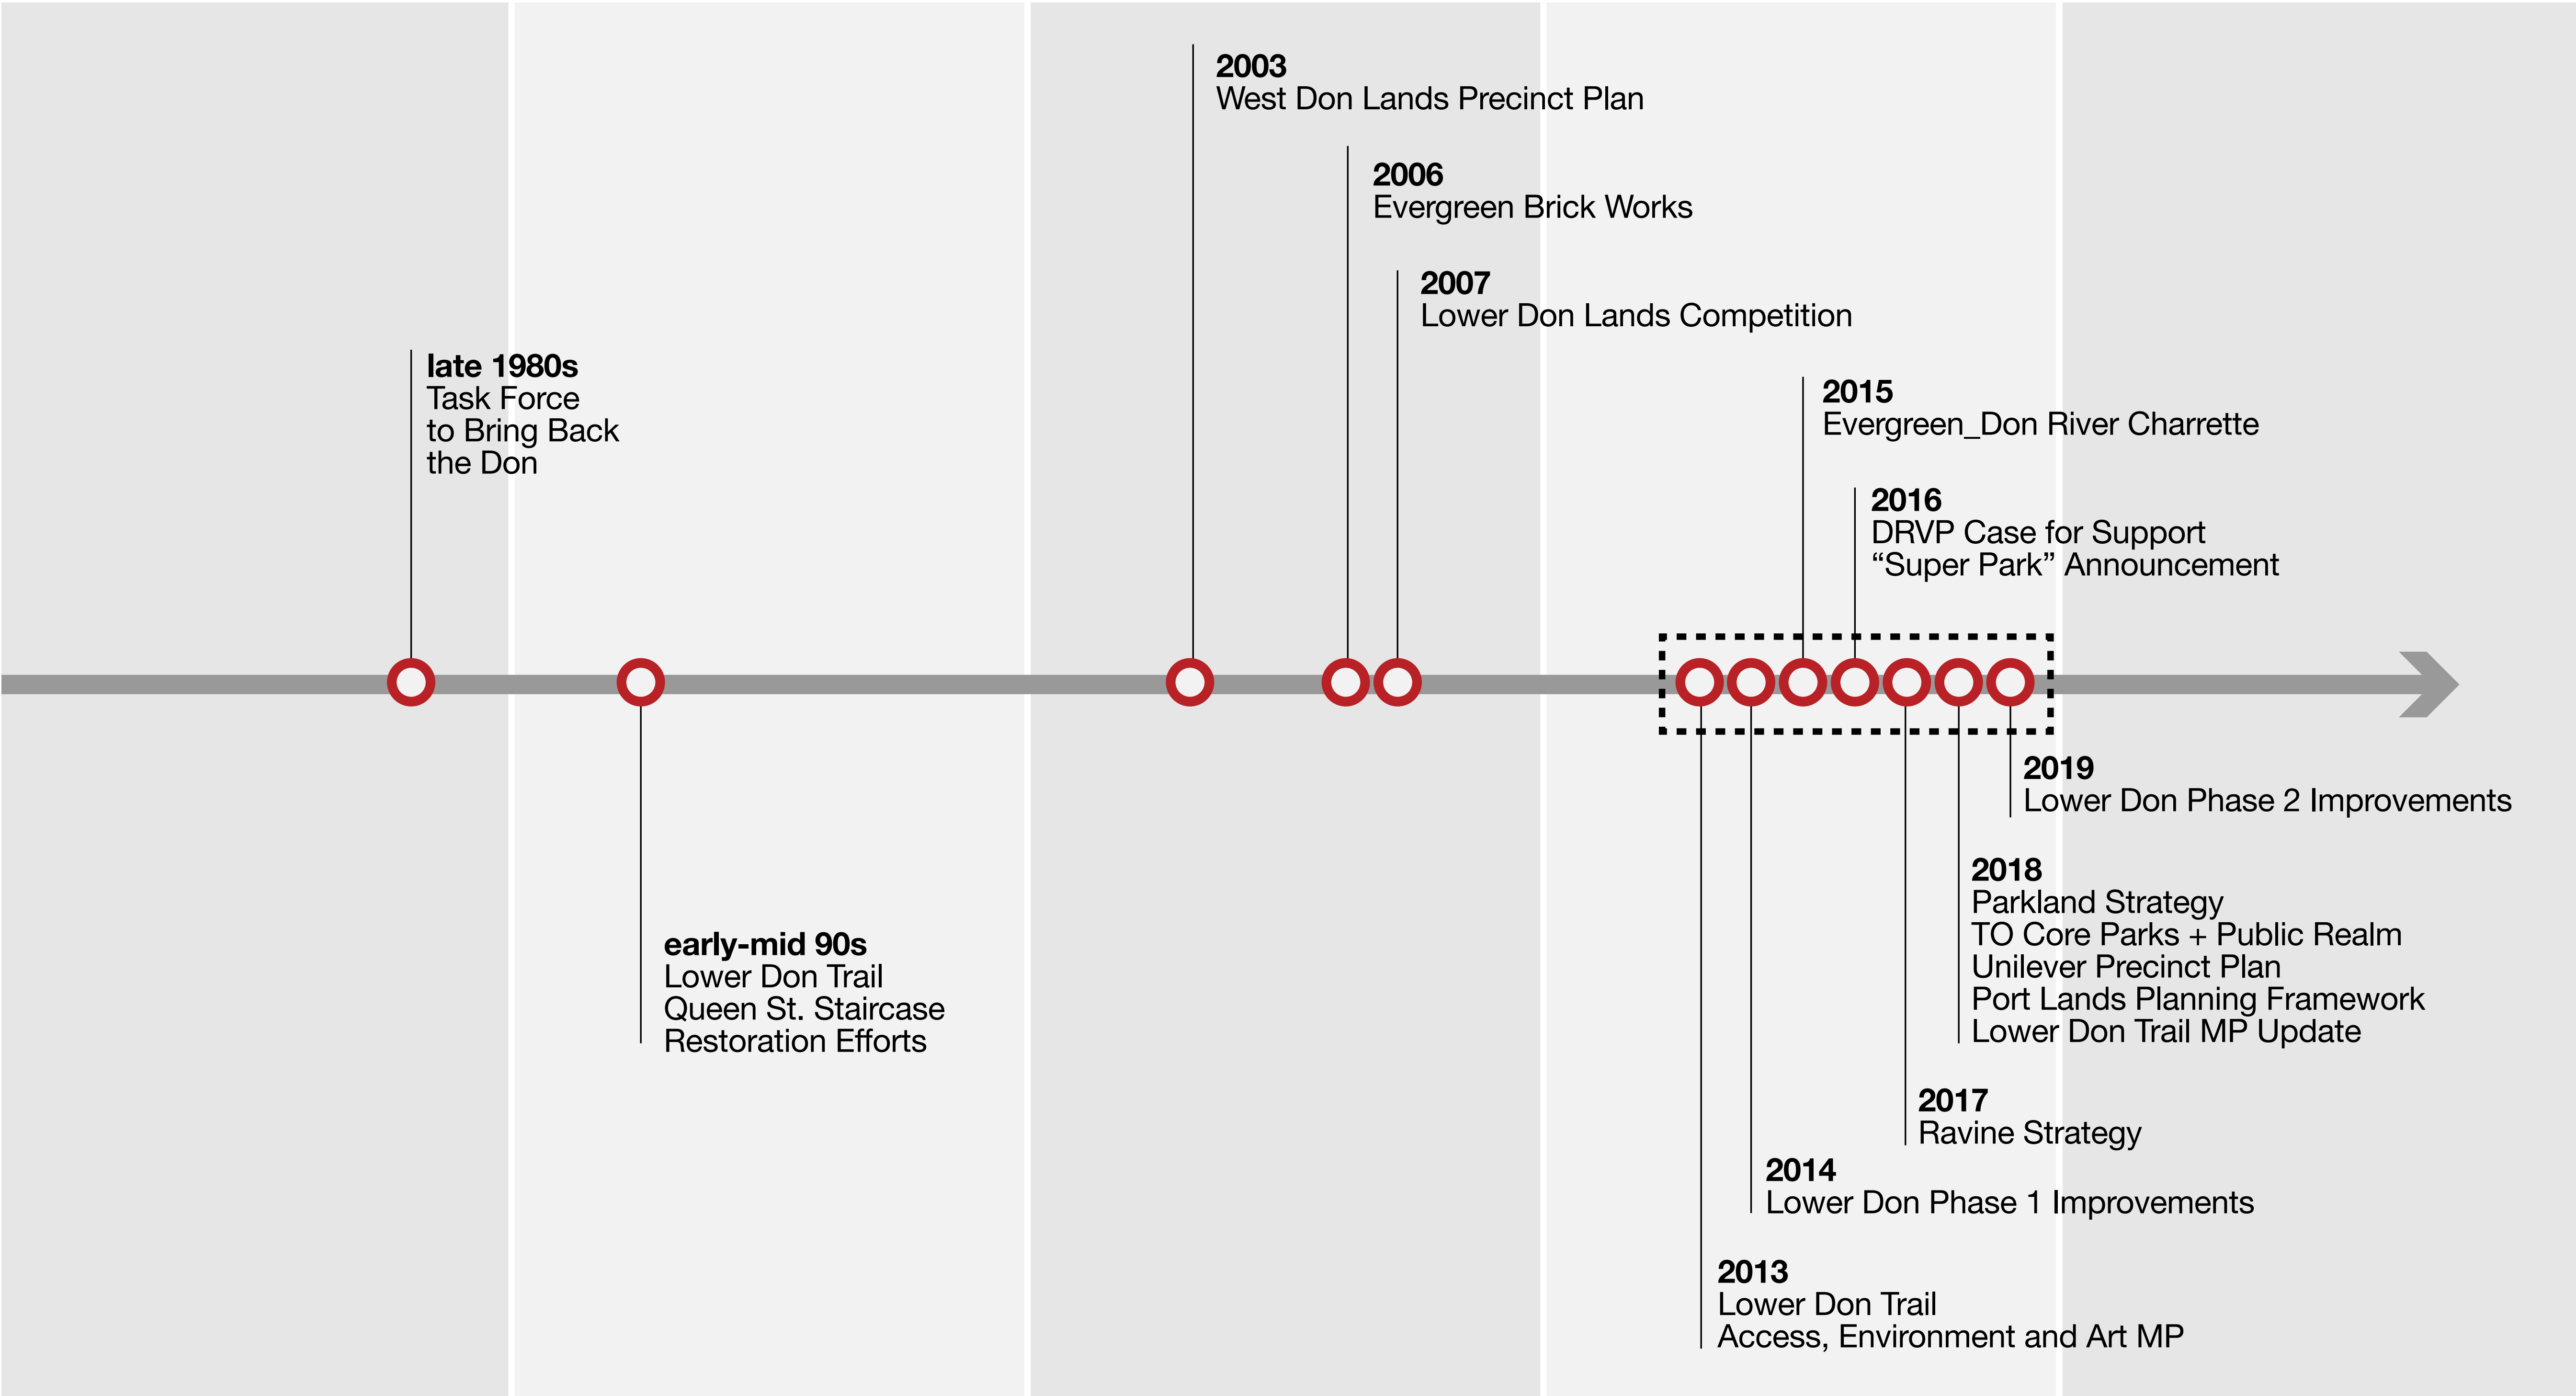 2003
West Don Lands Precinct Plan
2006
Evergreen Brick Works
2007
Lower Don Lands Competition
late 1980s
Task Force
to Bring Back
the Don
2015
Evergreen_Don River Charrette
2016
DRVP Case for Support
“Super Park” Announcement
2019
Lower Don Phase 2 Improvements
2018
Parkland Strategy
TO Core Parks + Public Realm
Unilever Precinct Plan
Port Lands Planning Framework
Lower Don Trail MP Update
early-mid 90s
Lower Don Trail
Queen St. Staircase
Restoration Efforts
2017
Ravine Strategy
2014
Lower Don Phase 1 Improvements
2013
Lower Don Trail
Access, Environment and Art MP